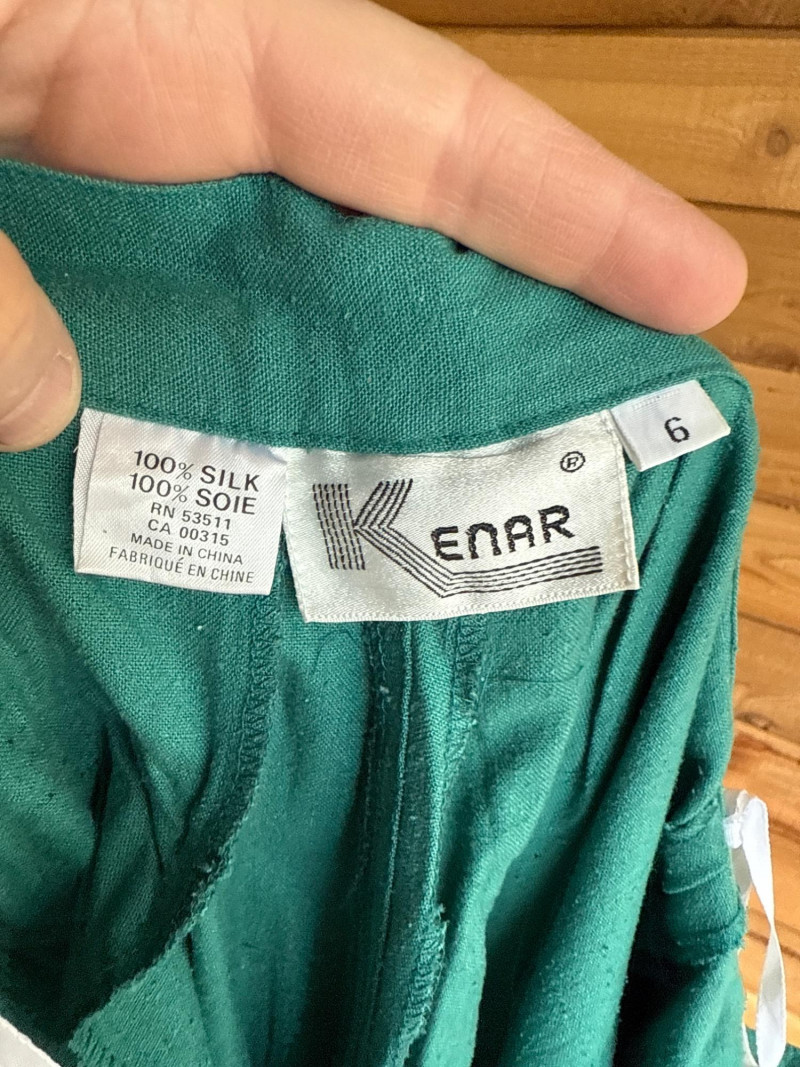 100% SILK
100% SOIE
RN 53511
CA 00315
MADE IN CHINA
FABRIQUÉ EN CHINE
KENAR ®
6